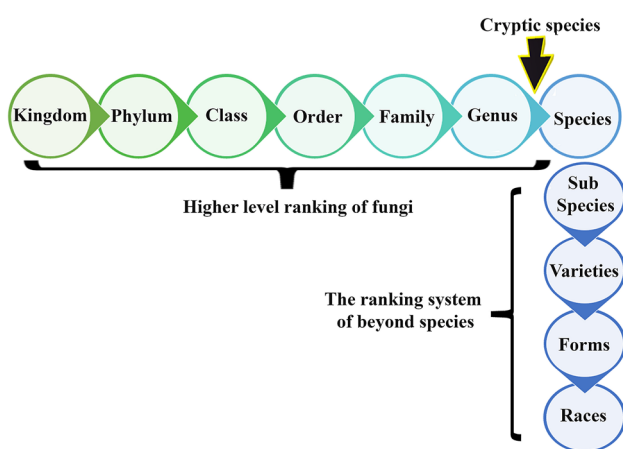 Cryptic species
Kingdom
Phylum
Class
Order
Family
Genus
Species
Higher level ranking of fungi
Sub
Species
Varieties
The ranking system
of beyond species
Forms
Races